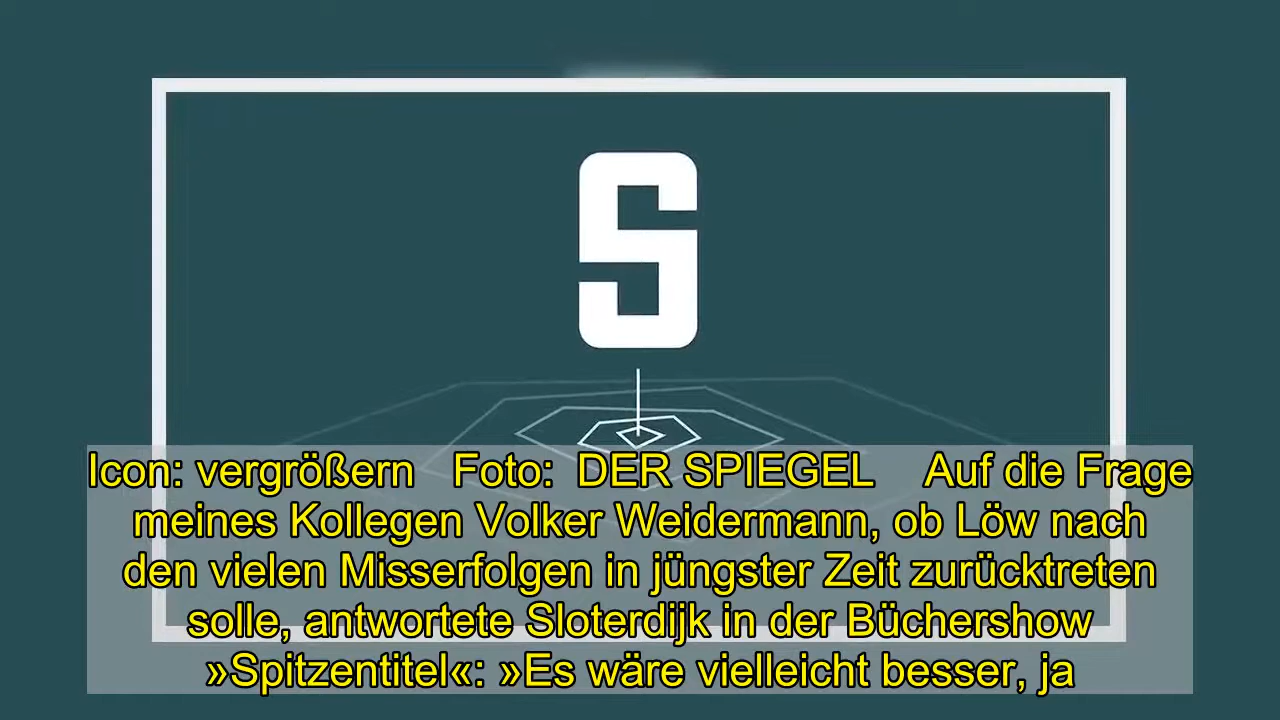 S
Icon: vergrößern Foto: DER SPIEGEL Auf die Frage
meines Kollegen Volker Weidermann, ob Löw nach
den vielen Misserfolgen in jüngster Zeit zurücktreten
solle, antwortete Sloterdijk in der Büchershow
»Spitzentitel«: »Es wäre vielleicht besser, ja